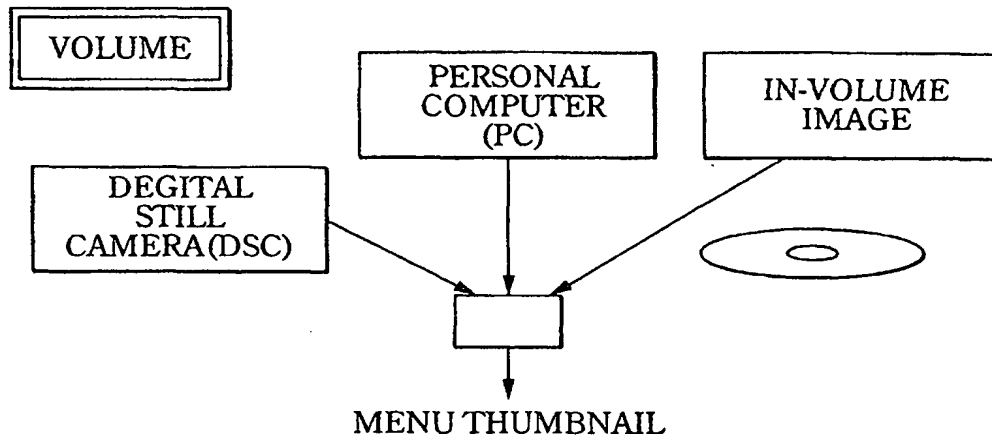 VOLUME
PERSONAL
COMPUTER
(PC)
IN-VOLUME
IMAGE
DEGITAL
STILL
CAMERA(DSC)
MENU THUMBNAIL